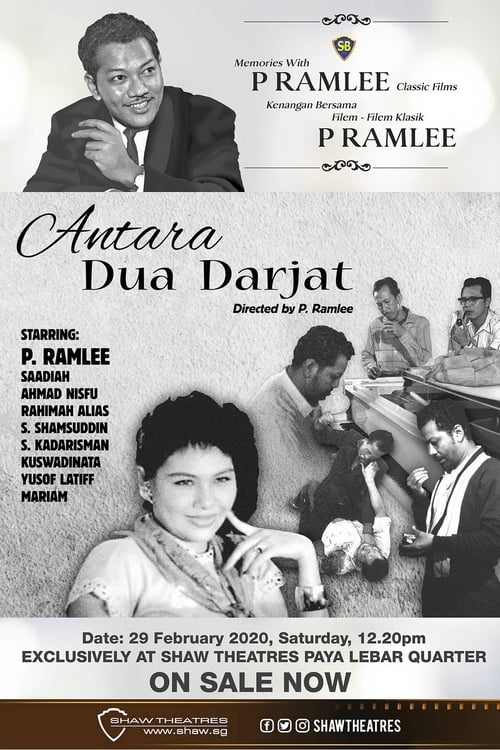 SB
Memories With
P RAMLEE Classic Films
Kenangan Bersama
Filem - Filem Klasik
P RAMLEE
Antara
Dua Darjat
Directed by P. Ramlee
STARRING:
P. RAMLEE
SAADIAH
AHMAD NISFU
RAHIMAH ALIAS
S. SHAMSUDDIN
S. KADARISMAN
KUSWADINATA
YUSOF LATIFF
MARIAM
Date: 29 February 2020, Saturday, 12.20pm
EXCLUSIVELY AT SHAW THEATRES PAYA LEBAR QUARTER
ON SALE NOW
SHAW THEATRES
www.shaw.sg
SHAWTHEATRES